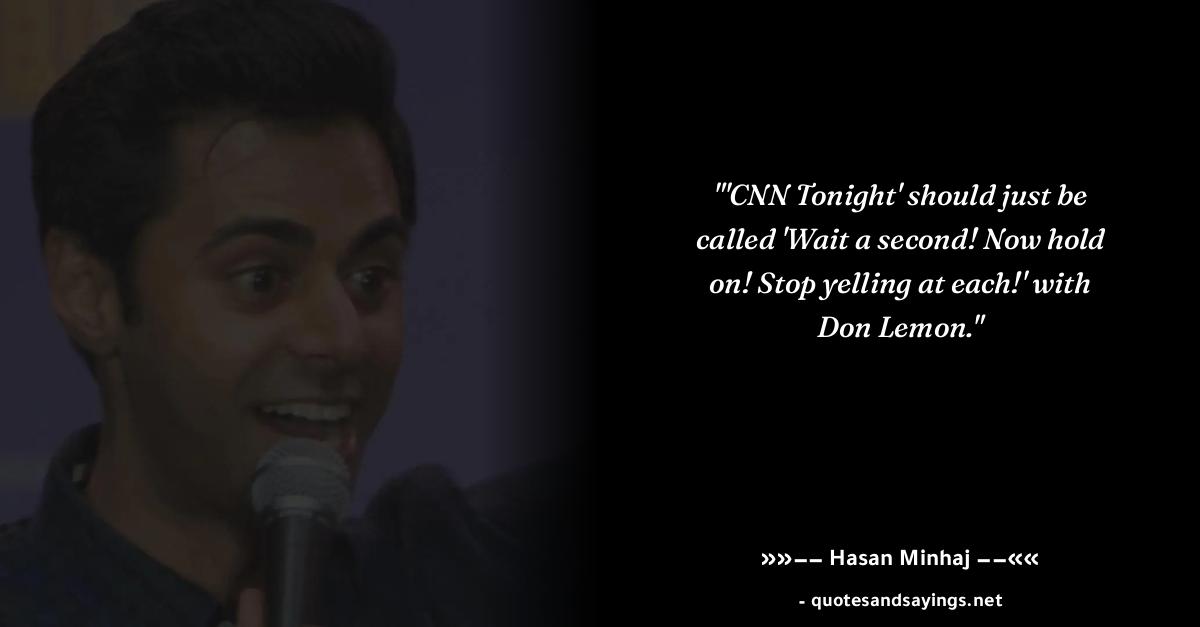 "'CNN Tonight' should just be
called 'Wait a second! Now hold
on! Stop yelling at each!' with
Don Lemon."
»»–– Hasan Minhaj ––««
- quotesandsayings.net